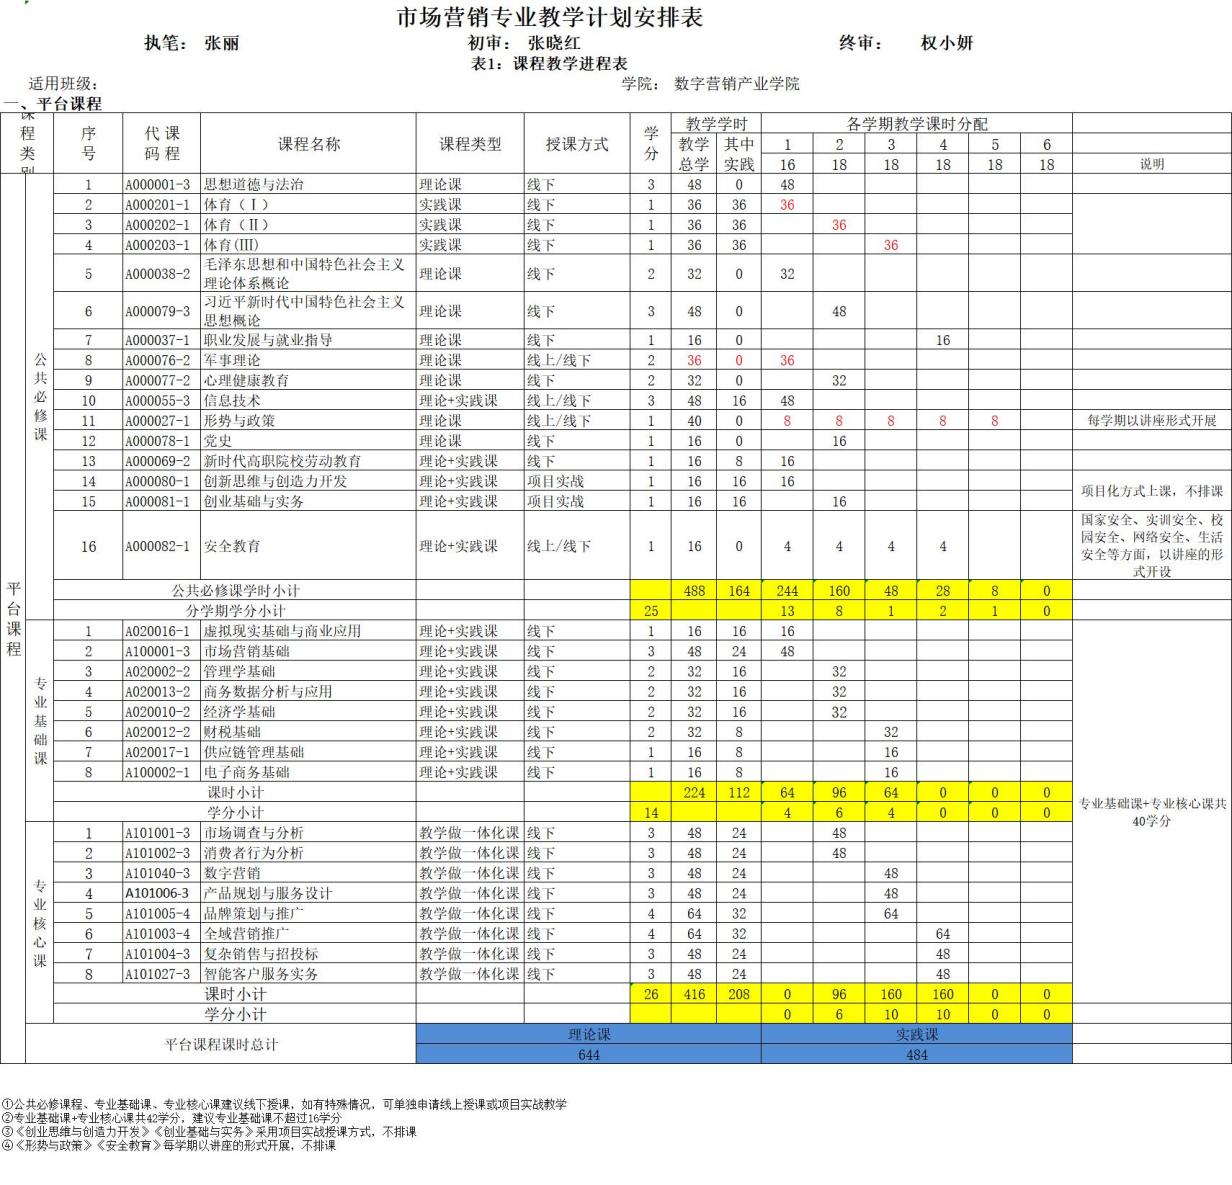 市场营销专业教学计划安排表
执笔： 张丽 初审： 张晓红 终审： 权小妍
表1：课程教学进程表
适用班级： 学院： 数字营销产业学院
一、平台课程
课程类别 序号 代课码程 课程名称 课程类型 授课方式 学分 教学学时 各学期教学课时分配
教学总学 其中实践 1 2 3 4 5 6
16 18 18 18 18 18 说明
平台课程
公共必修课
1 A000001-3 思想道德与法治 理论课 线下 3 48 0 48
2 A000201-1 体育（Ⅰ） 实践课 线下 1 36 36 36
3 A000202-1 体育（Ⅱ） 实践课 线下 1 36 36 36
4 A000203-1 体育(III) 实践课 线下 1 36 36 36
5 A000038-2 毛泽东思想和中国特色社会主义
理论体系概论 理论课 线下 2 32 0 32
6 A000079-3 习近平新时代中国特色社会主义
思想概论 理论课 线下 3 48 0 48
7 A000037-1 职业发展与就业指导 理论课 线下 1 16 0 16
8 A000076-2 军事理论 理论课 线上/线下 2 36 0 36
9 A000077-2 心理健康教育 理论课 线下 2 32 0 32
10 A000055-3 信息技术 理论+实践课 线上/线下 3 48 16 48
11 A000027-1 形势与政策 理论课 线上/线下 1 40 0 8 8 8 8 8 每学期以讲座形式开展
12 A000078-1 党史 理论课 线下 1 16 0 16
13 A000069-2 新时代高职院校劳动教育 理论+实践课 线下 1 16 8 16
14 A000080-1 创新思维与创造力开发 理论+实践课 项目实战 1 16 16 16
项目化方式上课，不排课
15 A000081-1 创业基础与实务 理论+实践课 项目实战 1 16 16 16
16 A000082-1 安全教育 理论+实践课 线上/线下 1 16 0 4 4 4 4
国家安全、实训安全、校
园安全、网络安全、生活
安全等方面，以讲座的形
式开设
公共必修课学时小计 488 164 244 160 48 28 8 0
分学期学分小计 25 13 8 1 2 1 0
专业基础课
1 A020016-1 虚拟现实基础与商业应用 理论+实践课 线下 1 16 16 16
2 A100001-3 市场营销基础 理论+实践课 线下 3 48 24 48
3 A020002-2 管理学基础 理论+实践课 线下 2 32 16 32
4 A020013-2 商务数据分析与应用 理论+实践课 线下 2 32 16 32
5 A020010-2 经济学基础 理论+实践课 线下 2 32 16 32
6 A020012-2 财税基础 理论+实践课 线下 2 32 8 32
7 A020017-1 供应链管理基础 理论+实践课 线下 1 16 8 16
8 A100002-1 电子商务基础 理论+实践课 线下 1 16 8 16
课时小计 224 112 64 96 64 0 0 0
学分小计 14 4 6 4 0 0 0
专业基础课+专业核心课共
40学分
专业核心课
1 A101001-3 市场调查与分析 教学做一体化课 线下 3 48 24 48
2 A101002-3 消费者行为分析 教学做一体化课 线下 3 48 24 48
3 A101040-3 数字营销 教学做一体化课 线下 3 48 24 48
4 A101006-3 产品规划与服务设计 教学做一体化课 线下 3 48 24 48
5 A101005-4 品牌策划与推广 教学做一体化课 线下 4 64 32 64
6 A101003-4 全域营销推广 教学做一体化课 线下 4 64 32 64
7 A101004-3 复杂销售与招投标 教学做一体化课 线下 3 48 24 48
8 A101027-3 智能客户服务实务 教学做一体化课 线下 3 48 24 48
课时小计 26 416 208 0 96 160 160 0 0
学分小计 0 6 10 10 0 0
平台课程课时总计 理论课 实践课
644 484
①公共必修课程、专业基础课、专业核心课建议线下授课，如有特殊情况，可单独申请线上授课或项目实战教学
②专业基础课+专业核心课共42学分，建议专业基础课不超过16学分
③《创业思维与创造力开发》《创业基础与实务》采用项目实战授课方式，不排课
④《形势与政策》《安全教育》每学期以讲座的形式开展，不排课